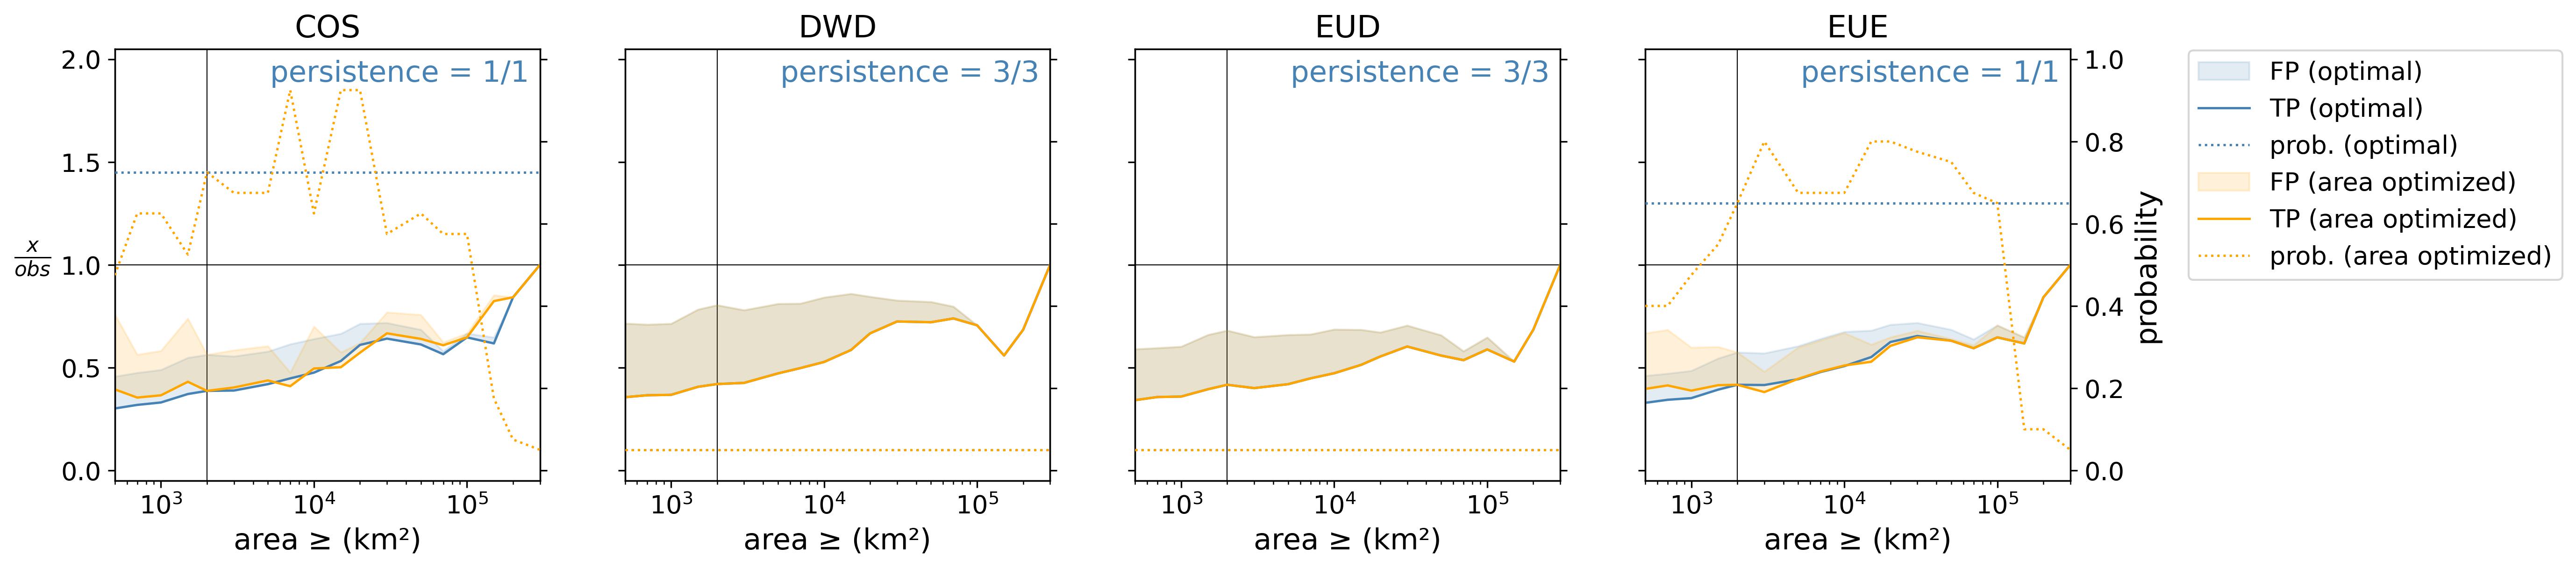 COS
DWD
EUD
EUE
persistence = 1/1
persistence = 3/3
persistence = 3/3
persistence = 1/1
2.0
1.5
1.0
0.5
0.0
x/obs
10³ 10⁴ 10⁵
10³ 10⁴ 10⁵
10³ 10⁴ 10⁵
10³ 10⁴ 10⁵
area ≥ (km²)
area ≥ (km²)
area ≥ (km²)
area ≥ (km²)
1.0
0.8
0.6
0.4
0.2
0.0
probability
FP (optimal)
TP (optimal)
prob. (optimal)
FP (area optimized)
TP (area optimized)
prob. (area optimized)